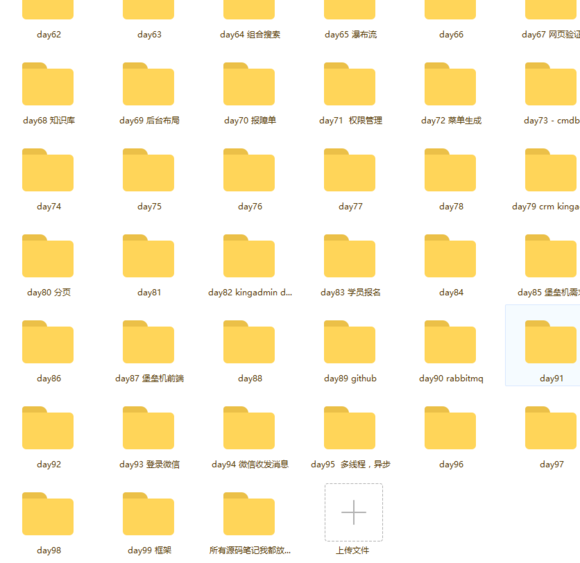 day62
day63
day64 组合搜索
day65 瀑布流
day66
day67 网页验证
day68 知识库
day69 后台布局
day70 报障单
day71 权限管理
day72 菜单生成
day73 - cmdb
day74
day75
day76
day77
day78
day79 crm kinga
day80 分页
day81
day82 kingadmin d...
day83 学员报名
day84
day85 堡垒机需求
day86
day87 堡垒机前端
day88
day89 github
day90 rabbitmq
day91
day92
day93 登录微信
day94 微信收发消息
day95 多线程，异步
day96
day97
day98
day99 框架
所有源码笔记我都放...
上传文件